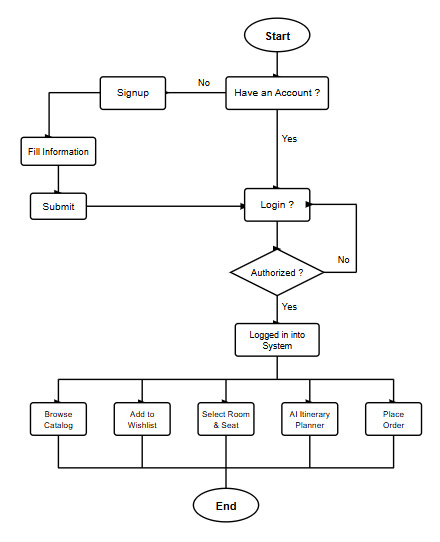 Start
No
Signup
Have an Account ?
Yes
Fill Information
Submit
Login ?
No
Authorized ?
Yes
Logged in into
System
Browse
Catalog
Add to
Wishlist
Select Room
& Seat
AI Itinerary
Planner
Place
Order
End